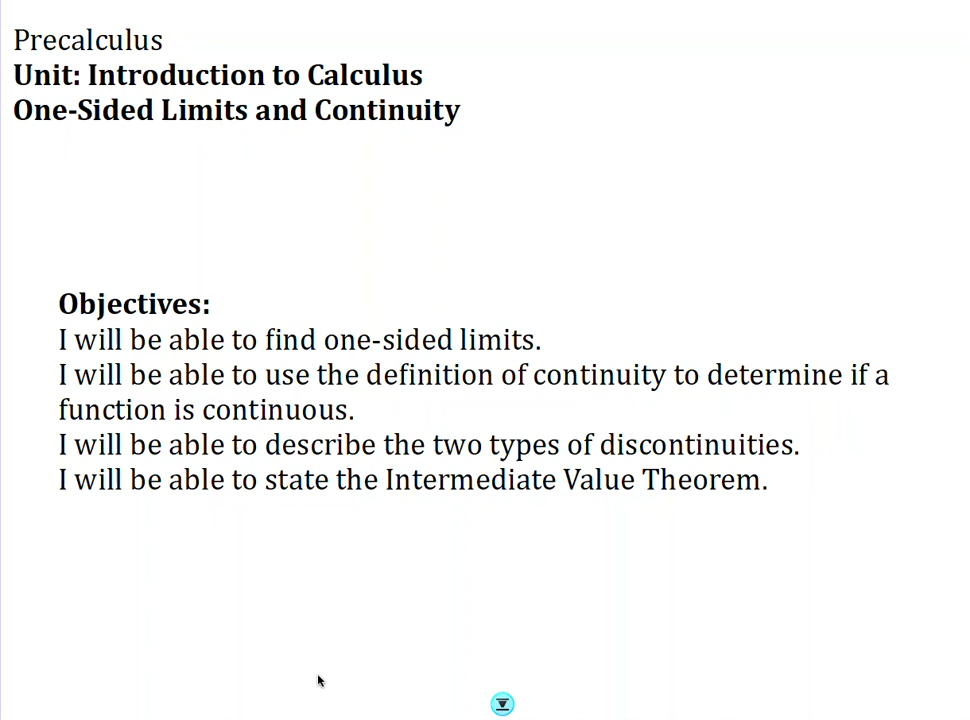 Precalculus
Unit: Introduction to Calculus
One-Sided Limits and Continuity
Objectives:
I will be able to find one-sided limits.
I will be able to use the definition of continuity to determine if a
function is continuous.
I will be able to describe the two types of discontinuities.
I will be able to state the Intermediate Value Theorem.